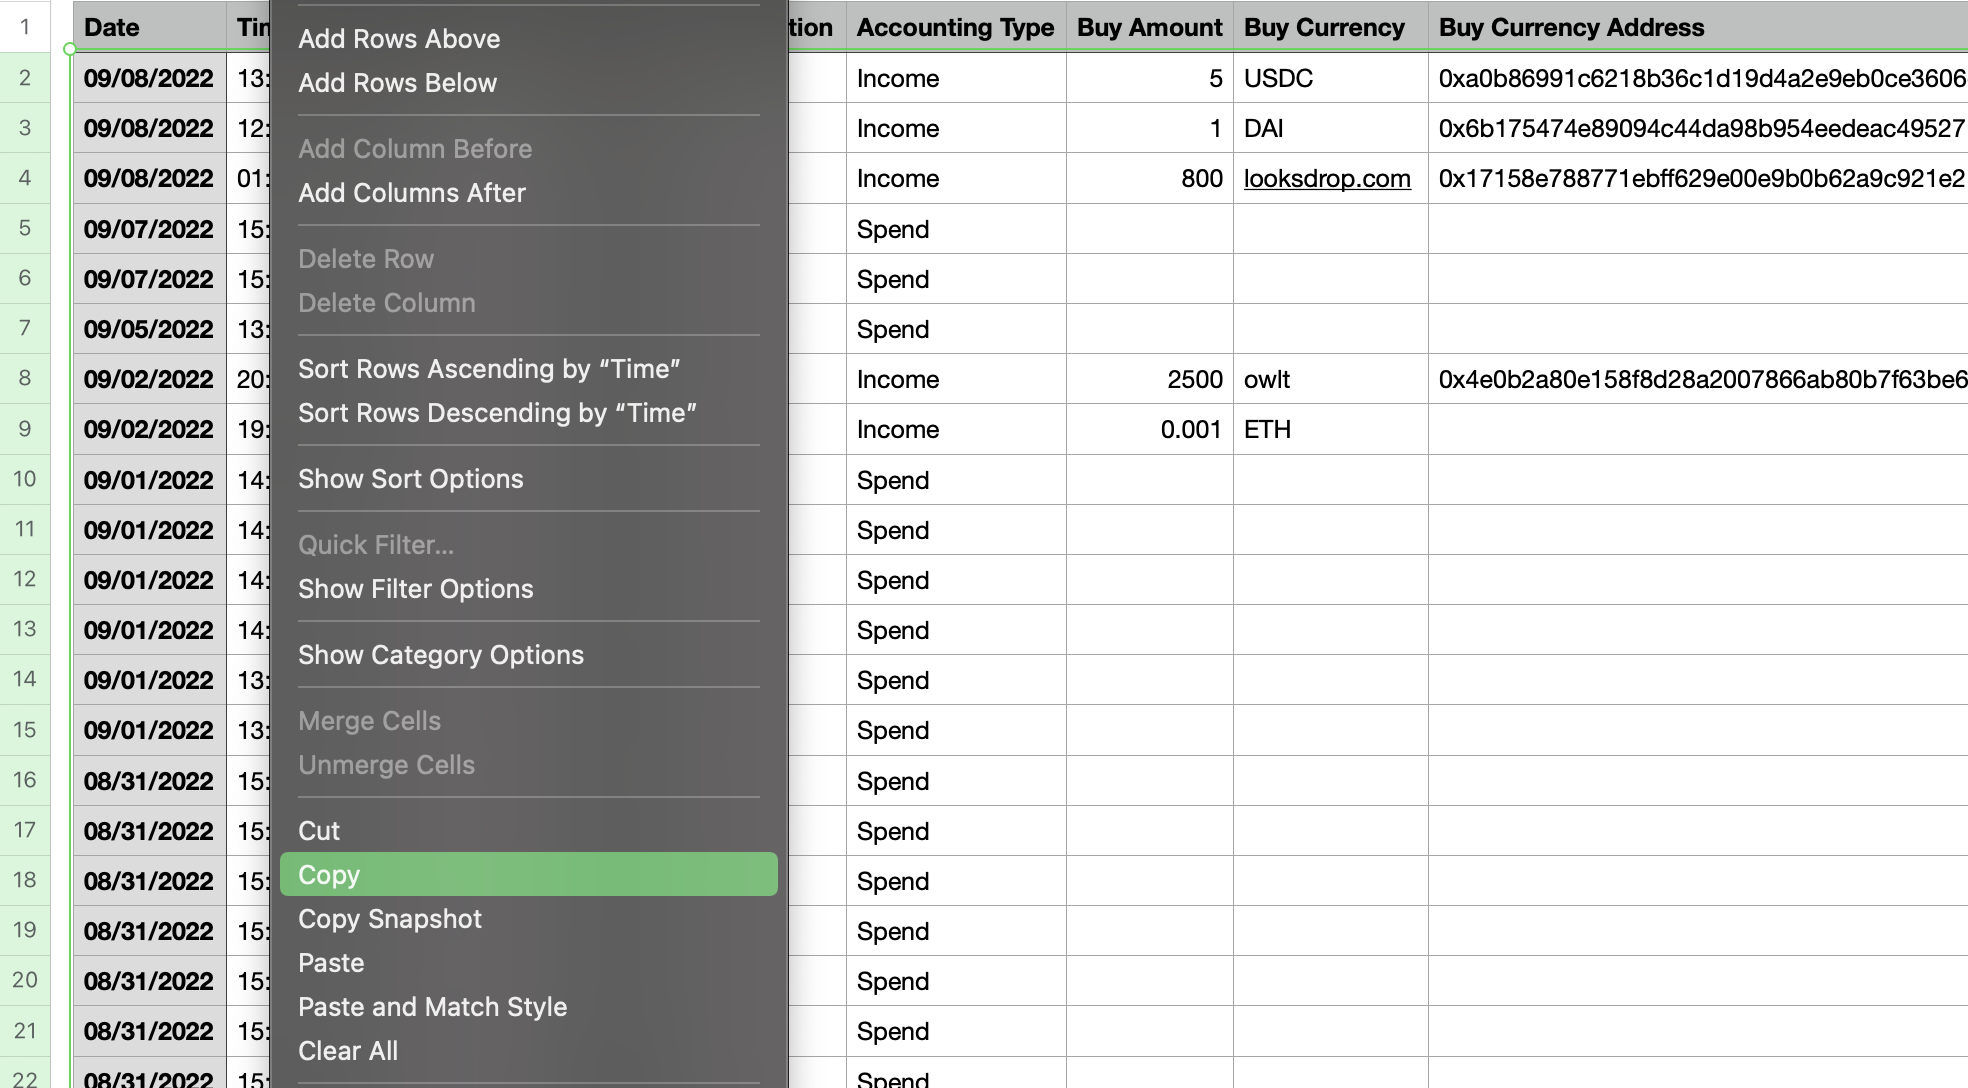 1 Date Tim tion Accounting Type Buy Amount Buy Currency Buy Currency Address
2 09/08/2022 13: Income 5 USDC 0xa0b86991c6218b36c1d19d4a2e9eb0ce3606
3 09/08/2022 12: Income 1 DAI 0x6b175474e89094c44da98b954eedeac49527
4 09/08/2022 01: Income 800 looksdrop.com 0x17158e788771ebff629e00e9b0b62a9c921e2
5 09/07/2022 15: Spend
6 09/07/2022 15: Spend
7 09/05/2022 13: Spend
8 09/02/2022 20: Income 2500 owlt 0x4e0b2a80e158f8d28a2007866ab80b7f63be6
9 09/02/2022 19: Income 0.001 ETH
10 09/01/2022 14: Spend
11 09/01/2022 14: Spend
12 09/01/2022 14: Spend
13 09/01/2022 14: Spend
14 09/01/2022 13: Spend
15 09/01/2022 13: Spend
16 08/31/2022 15: Spend
17 08/31/2022 15: Spend
18 08/31/2022 15: Spend
19 08/31/2022 15: Spend
20 08/31/2022 15: Spend
21 08/31/2022 15: Spend
22 08/31/2022 15: Spend
Add Rows Above
Add Rows Below
Add Column Before
Add Columns After
Delete Row
Delete Column
Sort Rows Ascending by “Time”
Sort Rows Descending by “Time”
Show Sort Options
Quick Filter...
Show Filter Options
Show Category Options
Merge Cells
Unmerge Cells
Cut
Copy
Copy Snapshot
Paste
Paste and Match Style
Clear All